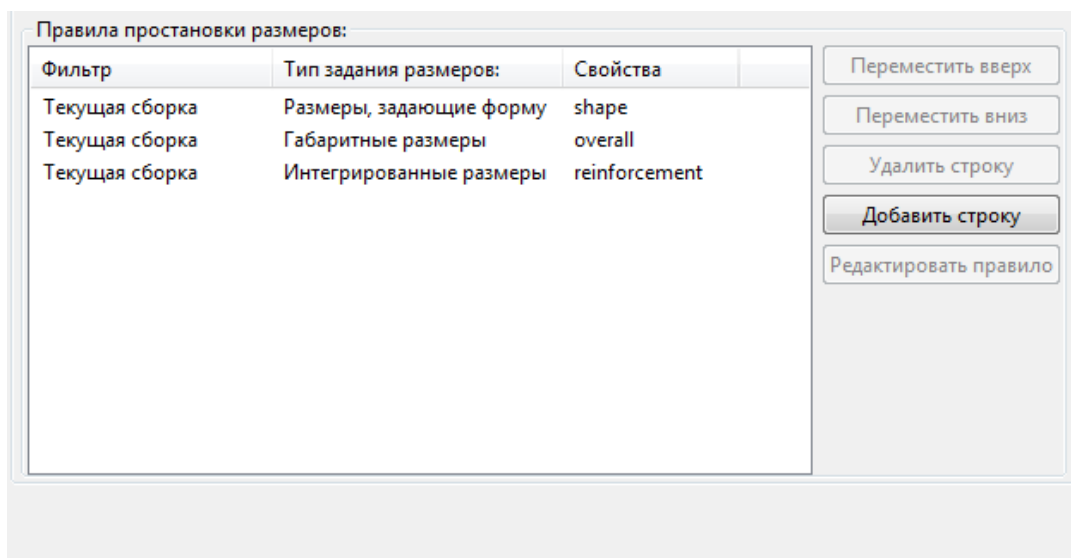 Правила простановки размеров:
Фильтр Тип задания размеров: Свойства
Текущая сборка Размеры, задающие форму shape
Текущая сборка Габаритные размеры overall
Текущая сборка Интегрированные размеры reinforcement
Переместить вверх
Переместить вниз
Удалить строку
Добавить строку
Редактировать правило